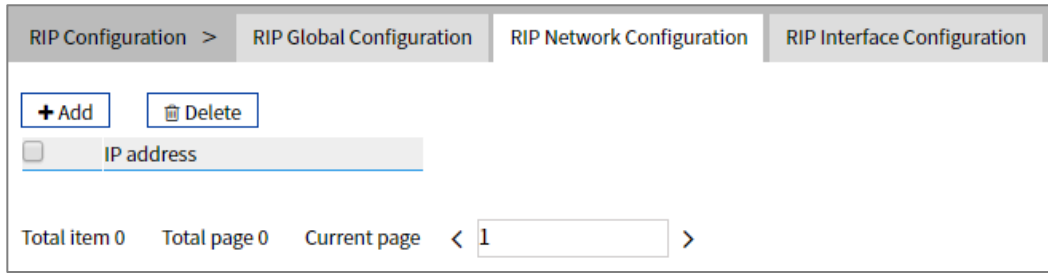 RIP Configuration > RIP Global Configuration RIP Network Configuration RIP Interface Configuration
+ Add Delete
IP address
Total item 0 Total page 0 Current page < 1 >